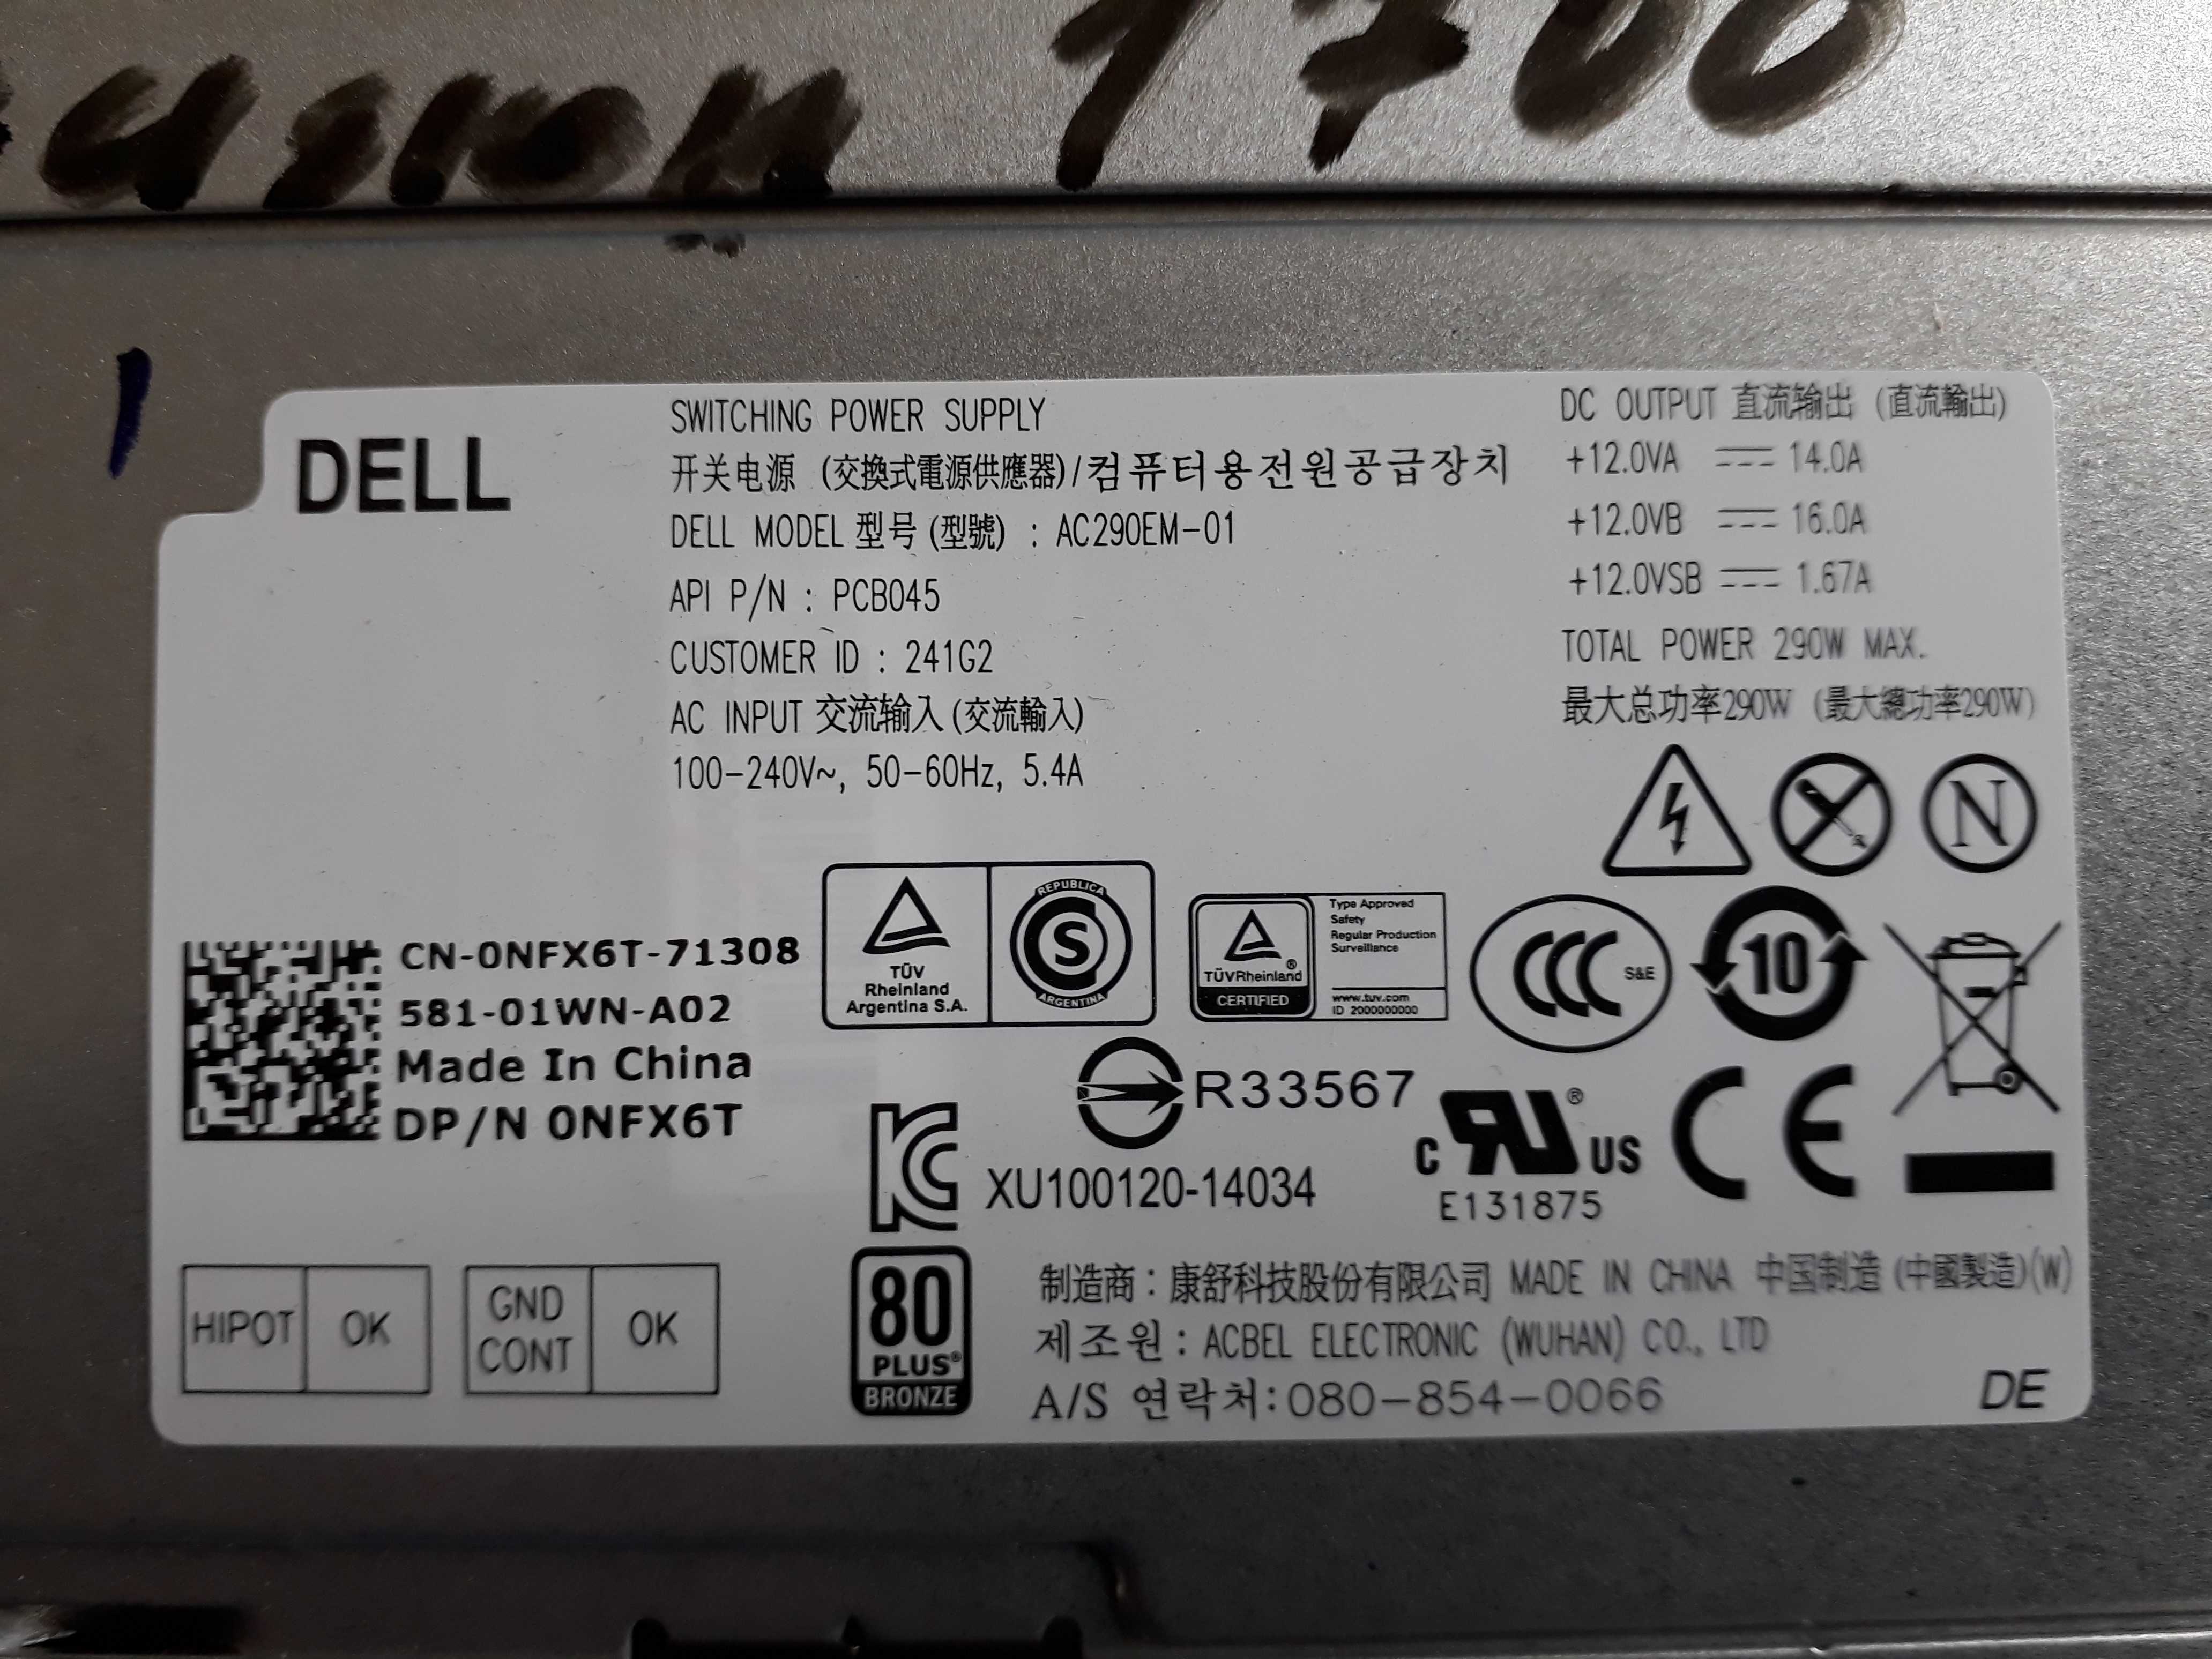 1700
DELL
SWITCHING POWER SUPPLY
开关电源 (交換式電源供應器)/컴퓨터용전원공급장치
DELL MODEL 型号 (型號) : AC290EM-01
API P/N : PCB045
CUSTOMER ID : 241G2
AC INPUT 交流输入 (交流輸入)
100-240V~, 50-60Hz, 5.4A
DC OUTPUT 直流输出 (直流輸出)
+12.0VA 14.0A
+12.0VB 16.0A
+12.0VSB 1.67A
TOTAL POWER 290W MAX.
最大总功率290W (最大總功率290W)
N
CN-0NFX6T-71308
581-01WN-A02
Made In China
DP/N 0NFX6T
TÜV
Rheinland
Argentina S.A.
REPUBLICA
S
ARGENTINA
TÜVRheinland®
CERTIFIED
Type Approved
Safety
Regular Production
Surveillance
www.tuv.com
ID 2000000000
CCC S&E
10
R33567
XU100120-14034
C RU® US
E131875
CE
HIPOT OK
GND CONT OK
80
PLUS®
BRONZE
制造商：康舒科技股份有限公司 MADE IN CHINA 中国制造 (中國製造)(W)
제조원 : ACBEL ELECTRONIC (WUHAN) CO., LTD
A/S 연락처:080-854-0066
DE